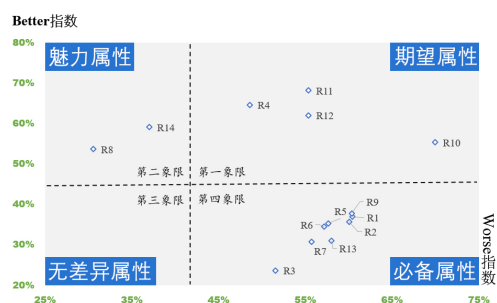 Better指数
80%
魅力属性
期望属性
70%
R11
R4
R12
60%
R14
R10
R8
50%
第二象限
第一象限
第三象限
第四象限
40%
R9
R5
R1
R6
R2
30%
R7
R13
R3
无差异属性
必备属性
20%
25%
35%
45%
55%
65%
75%
Worse指数